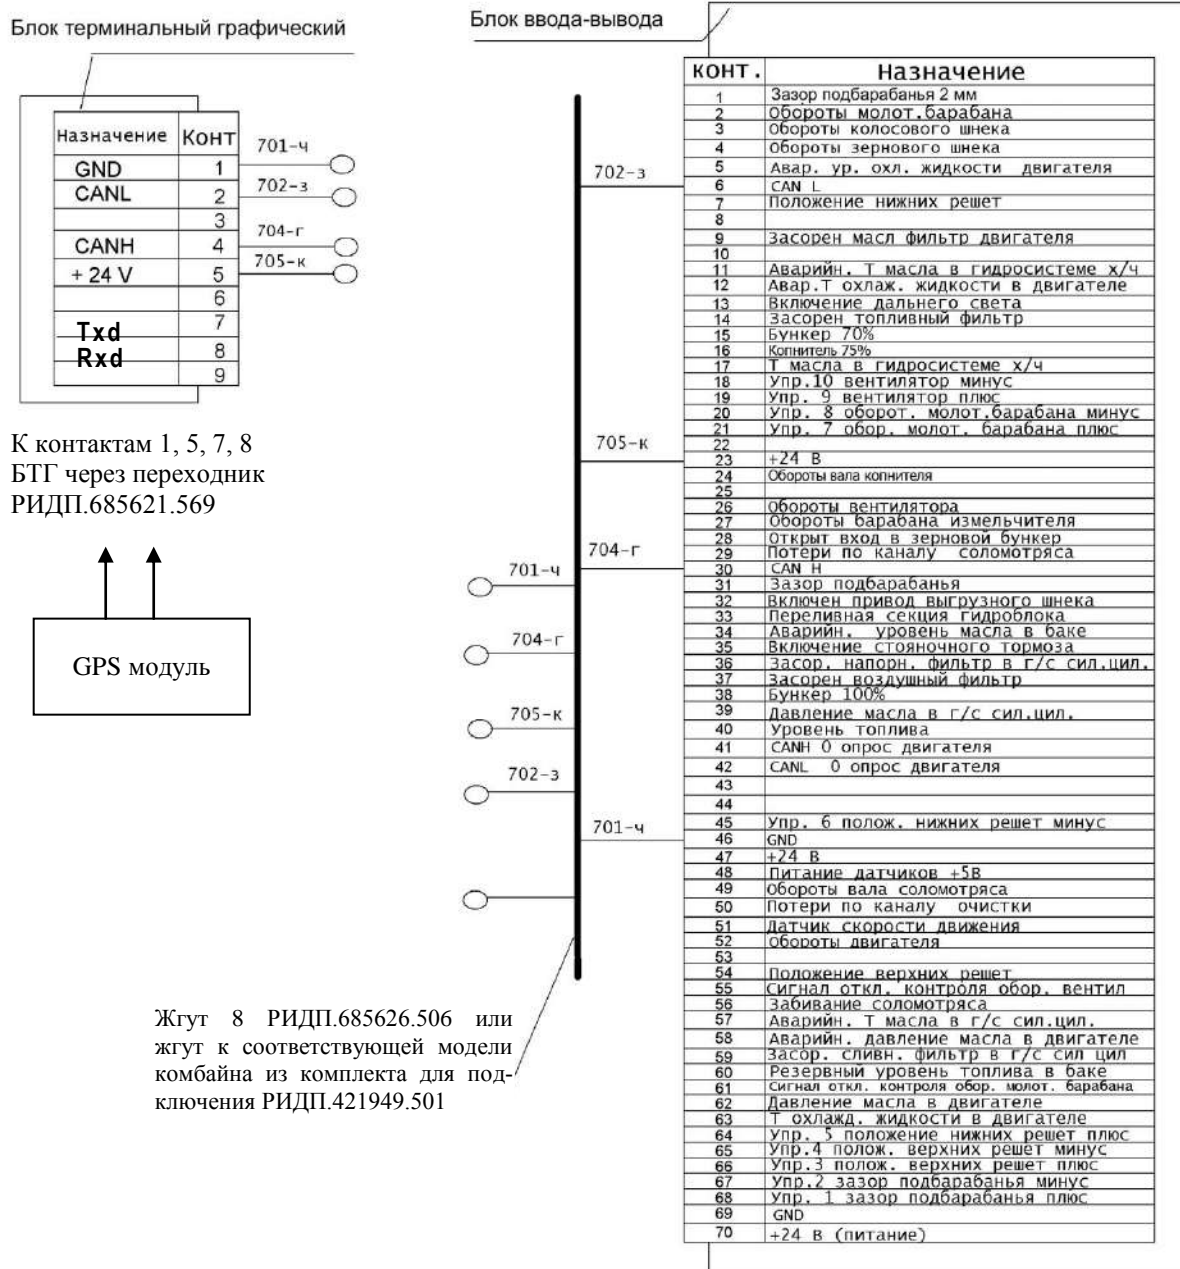 Блок терминальный графический
Назначение Конт
GND 1 701-ч
CANL 2 702-з
3
CANH 4 704-г
+ 24 V 5 705-к
6
Txd 7
Rxd 8
9
К контактам 1, 5, 7, 8
БТГ через переходник
РИДП.685621.569
GPS модуль
Блок ввода-вывода
702-з
705-к
704-г
701-ч
704-г
705-к
702-з
701-ч
Жгут 8 РИДП.685626.506 или
жгут к соответствующей модели
комбайна из комплекта для под-
ключения РИДП.421949.501
КОНТ. Назначение
1 Зазор подбарабанья 2 мм
2 Обороты молот.барабана
3 Обороты колосового шнека
4 Обороты зернового шнека
5 Авар. ур. охл. жидкости двигателя
6 CAN L
7 Положение нижних решет
8
9 Засорен масл фильтр двигателя
10
11 Аварийн. Т масла в гидросистеме х/ч
12 Авар.Т охлаж. жидкости в двигателе
13 Включение дальнего света
14 Засорен топливный фильтр
15 Бункер 70%
16 Копнитель 75%
17 Т масла в гидросистеме х/ч
18 Упр.10 вентилятор минус
19 Упр. 9 вентилятор плюс
20 Упр. 8 оборот. молот.барабана минус
21 Упр. 7 обор. молот. барабана плюс
22
23 +24 В
24 Обороты вала копнителя
25
26 Обороты вентилятора
27 Обороты барабана измельчителя
28 Открыт вход в зерновой бункер
29 Потери по каналу соломотряса
30 CAN H
31 Зазор подбарабанья
32 Включен привод выгрузного шнека
33 Переливная секция гидроблока
34 Аварийн. уровень масла в баке
35 Включение стояночного тормоза
36 Засор. напорн. фильтр в г/с сил.цил.
37 Засорен воздушный фильтр
38 Бункер 100%
39 Давление масла в г/с сил.цил.
40 Уровень топлива
41 CANH 0 опрос двигателя
42 CANL 0 опрос двигателя
43
44
45 Упр. 6 полож. нижних решет минус
46 GND
47 +24 В
48 Питание датчиков +5В
49 Обороты вала соломотряса
50 Потери по каналу очистки
51 Датчик скорости движения
52 Обороты двигателя
53
54 Положение верхних решет
55 Сигнал откл. контроля обор. вентил
56 Забивание соломотряса
57 Аварийн. Т масла в г/с сил.цил.
58 Аварийн. давление масла в двигателе
59 Засор. сливн. фильтр в г/с сил цил
60 Резервный уровень топлива в баке
61 Сигнал откл. контроля обор. молот. барабана
62 Давление масла в двигателе
63 Т охлажд. жидкости в двигателе
64 Упр. 5 положение нижних решет плюс
65 Упр.4 полож. верхних решет минус
66 Упр.3 полож. верхних решет плюс
67 Упр.2 зазор подбарабанья минус
68 Упр. 1 зазор подбарабанья плюс
69 GND
70 +24 В (питание)